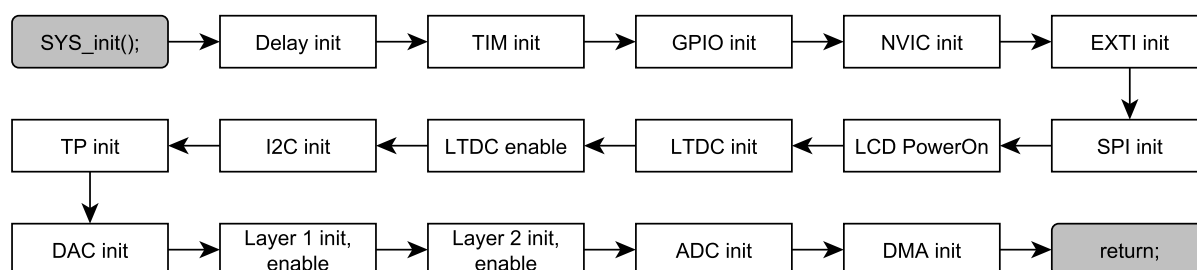 SYS_init();
Delay init
TIM init
GPIO init
NVIC init
EXTI init
SPI init
LCD PowerOn
LTDC init
LTDC enable
I2C init
TP init
DAC init
Layer 1 init,
enable
Layer 2 init,
enable
ADC init
DMA init
return;